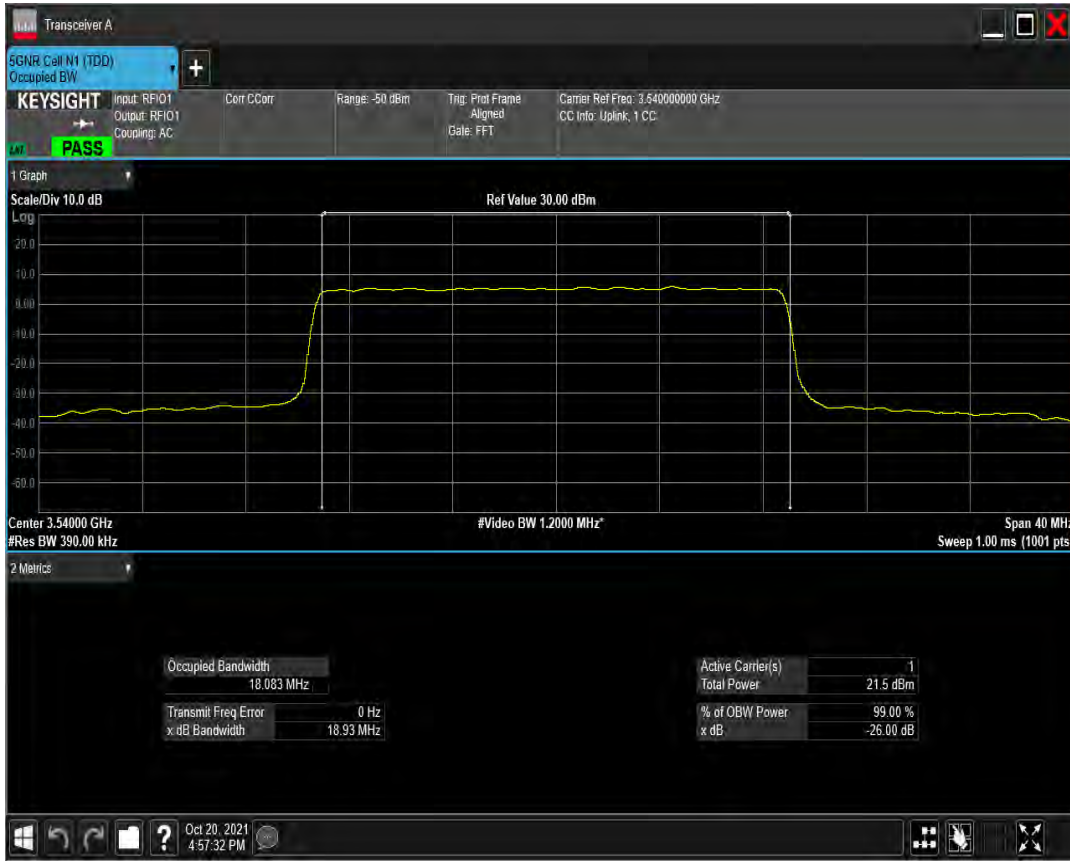 Transceiver A
5GNR Cell N1 (TDD)
Occupied BW
+
KEYSIGHT
Input: RFIO1
Output: RFIO1
Coupling: AC
Corr CCorr
Range: -50 dBm
Trig: Prot Frame
Aligned
Gate: FFT
Carrier Ref Freq: 3.540000000 GHz
CC Info: Uplink, 1 CC
PASS
1 Graph
Scale/Div 10.0 dB
Ref Value 30.00 dBm
Log
20.0
10.0
0.00
-10.0
-20.0
-30.0
-40.0
-50.0
-60.0
Center 3.54000 GHz
#Video BW 1.2000 MHz*
Span 40 MHz
#Res BW 390.00 kHz
Sweep 1.00 ms (1001 pts
2 Metrics
Occupied Bandwidth
18.083 MHz
Transmit Freq Error 0 Hz
x dB Bandwidth 18.93 MHz
Active Carrier(s) 1
Total Power 21.5 dBm
% of OBW Power 99.00 %
x dB -26.00 dB
?
Oct 20, 2021
4:57:32 PM